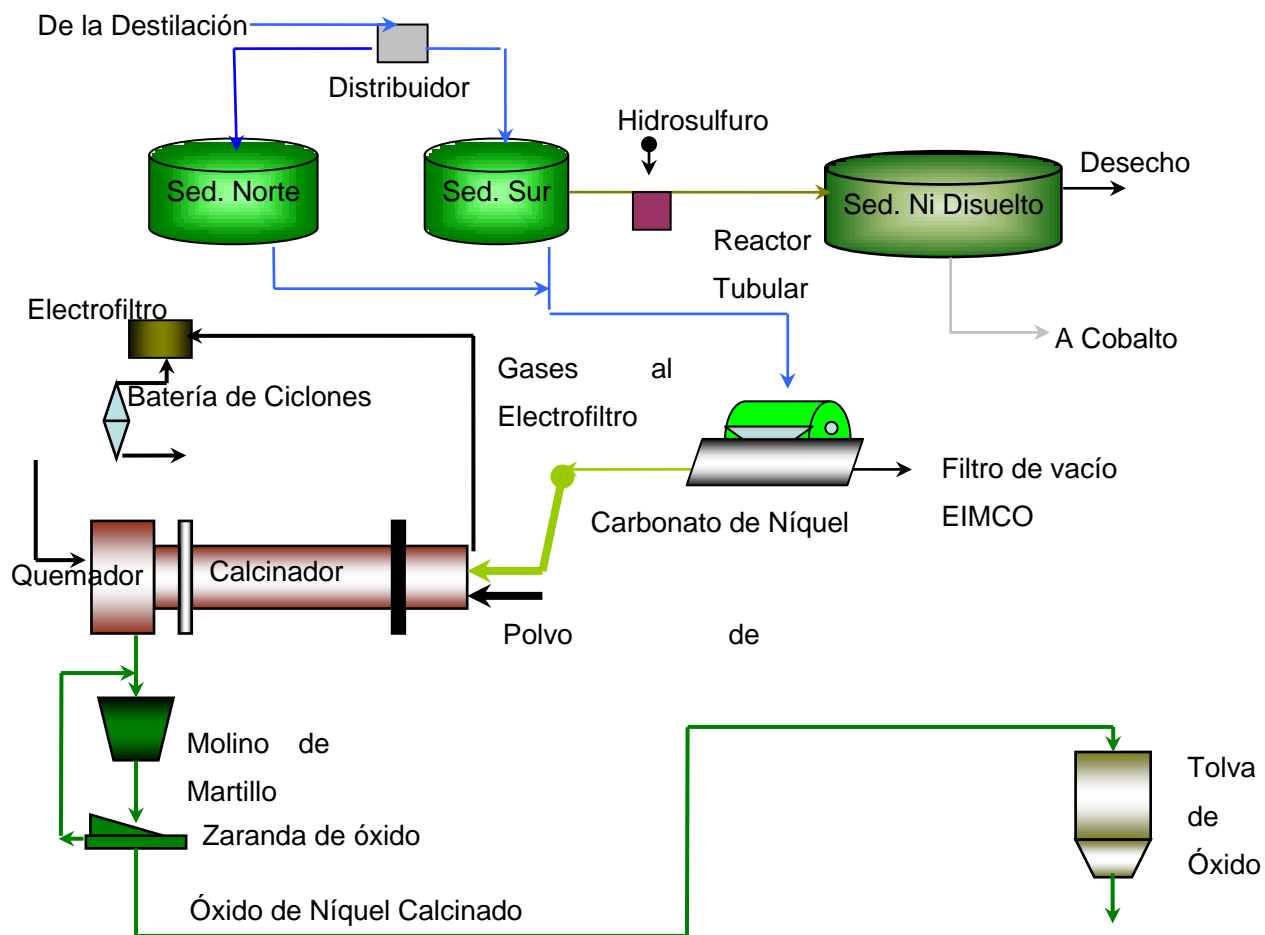 De la Destilación
Distribuidor
Hidrosulfuro
Desecho
Sed. Norte
Sed. Sur
Sed. Ni Disuelto
Reactor
Tubular
Electrofiltro
A Cobalto
Gases al
Electrofiltro
Batería de Ciclones
Filtro de vacío
EIMCO
Carbonato de Níquel
Quemador
Calcinador
Polvo de
Molino de
Martillo
Zaranda de óxido
Tolva
de
Óxido
Óxido de Níquel Calcinado